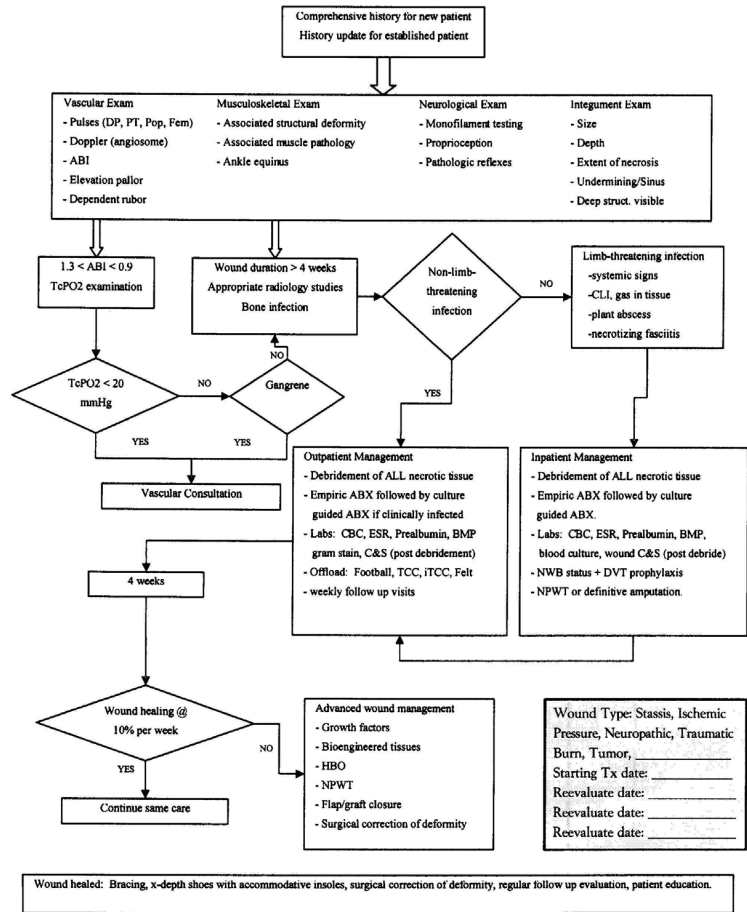 Comprehensive history for new patient
History update for established patient
Vascular Exam
- Pulses (DP, PT, Pop, Fem)
- Doppler (angiosome)
- ABI
- Elevation pallor
- Dependent rubor
Musculoskeletal Exam
- Associated structural deformity
- Associated muscle pathology
- Ankle equinus
Neurological Exam
- Monofilament testing
- Proprioception
- Pathologic reflexes
Integument Exam
- Size
- Depth
- Extent of necrosis
- Undermining/Sinus
- Deep struct. visible
1.3 < ABI < 0.9
TcPO2 examination
Wound duration > 4 weeks
Appropriate radiology studies
Bone infection
Non-limb-
threatening
infection
NO
Limb-threatening infection
-systemic signs
-CLI, gas in tissue
-plant abscess
-necrotizing fasciitis
NO
TcPO2 < 20
mmHg
NO
Gangrene
YES
YES
YES
Vascular Consultation
Outpatient Management
- Debridement of ALL necrotic tissue
- Empiric ABX followed by culture
guided ABX if clinically infected
- Labs: CBC, ESR, Prealbumin, BMP
gram stain, C&S (post debridement)
- Offload: Football, TCC, iTCC, Felt
- weekly follow up visits
Inpatient Management
- Debridement of ALL necrotic tissue
- Empiric ABX followed by culture
guided ABX.
- Labs: CBC, ESR, Prealbumin, BMP,
blood culture, wound C&S (post debride)
- NWB status + DVT prophylaxis
- NPWT or definitive amputation.
4 weeks
Wound healing @
10% per week
NO
YES
Continue same care
Advanced wound management
- Growth factors
- Bioengineered tissues
- HBO
- NPWT
- Flap/graft closure
- Surgical correction of deformity
Wound Type: Stassis, Ischemic
Pressure, Neuropathic, Traumatic
Burn, Tumor, ____________
Starting Tx date: ____________
Reevaluate date: ____________
Reevaluate date: ____________
Reevaluate date: ____________
Wound healed: Bracing, x-depth shoes with accommodative insoles, surgical correction of deformity, regular follow up evaluation, patient education.